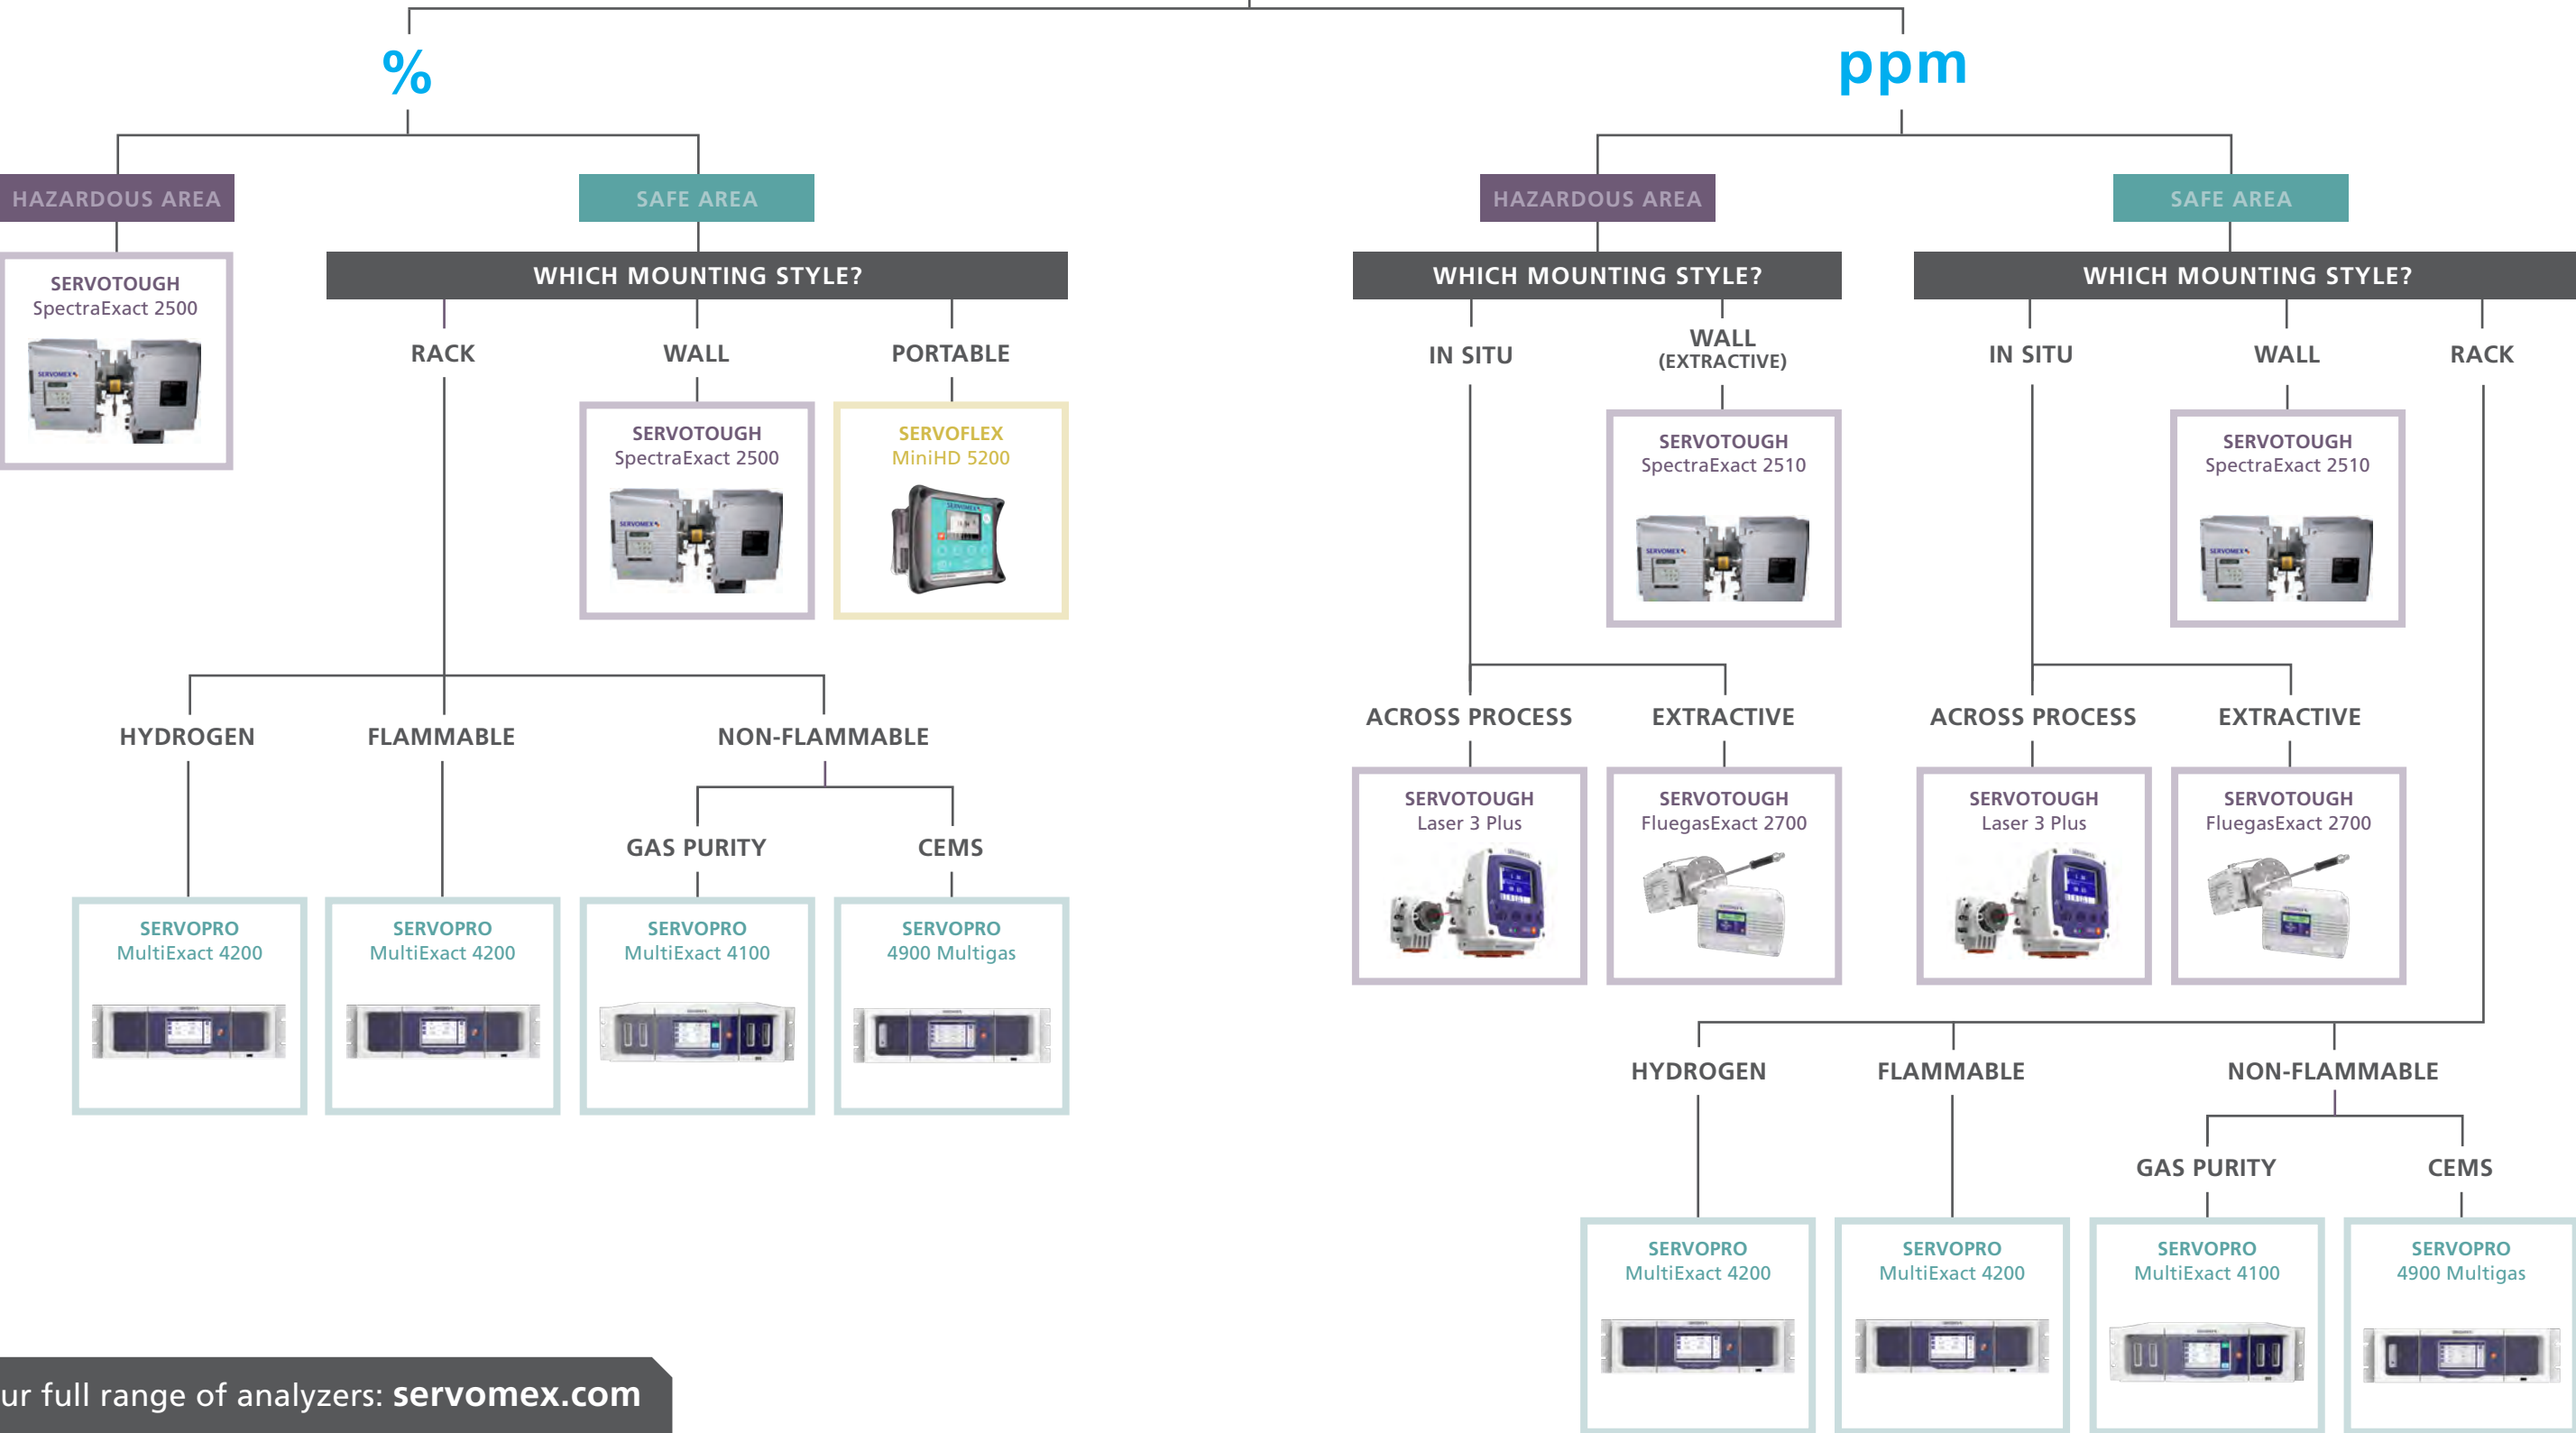 %
ppm
HAZARDOUS AREA
SAFE AREA
HAZARDOUS AREA
SAFE AREA
SERVOTOUGH
SpectraExact 2500
WHICH MOUNTING STYLE?
WHICH MOUNTING STYLE?
WHICH MOUNTING STYLE?
RACK
WALL
PORTABLE
IN SITU
WALL
(EXTRACTIVE)
IN SITU
WALL
RACK
SERVOTOUGH
SpectraExact 2500
SERVOFLEX
MiniHD 5200
SERVOTOUGH
SpectraExact 2510
SERVOTOUGH
SpectraExact 2510
SERVOMEX
SERVOMEX
SERVOMEX
SERVOMEX
SERVOMEX
HYDROGEN
FLAMMABLE
NON-FLAMMABLE
ACROSS PROCESS
EXTRACTIVE
ACROSS PROCESS
EXTRACTIVE
GAS PURITY
CEMS
SERVOTOUGH
Laser 3 Plus
SERVOTOUGH
FluegasExact 2700
SERVOTOUGH
Laser 3 Plus
SERVOTOUGH
FluegasExact 2700
SERVOPRO
MultiExact 4200
SERVOPRO
MultiExact 4200
SERVOPRO
MultiExact 4100
SERVOPRO
4900 Multigas
HYDROGEN
FLAMMABLE
NON-FLAMMABLE
GAS PURITY
CEMS
SERVOPRO
MultiExact 4200
SERVOPRO
MultiExact 4200
SERVOPRO
MultiExact 4100
SERVOPRO
4900 Multigas
ur full range of analyzers: servomex.com